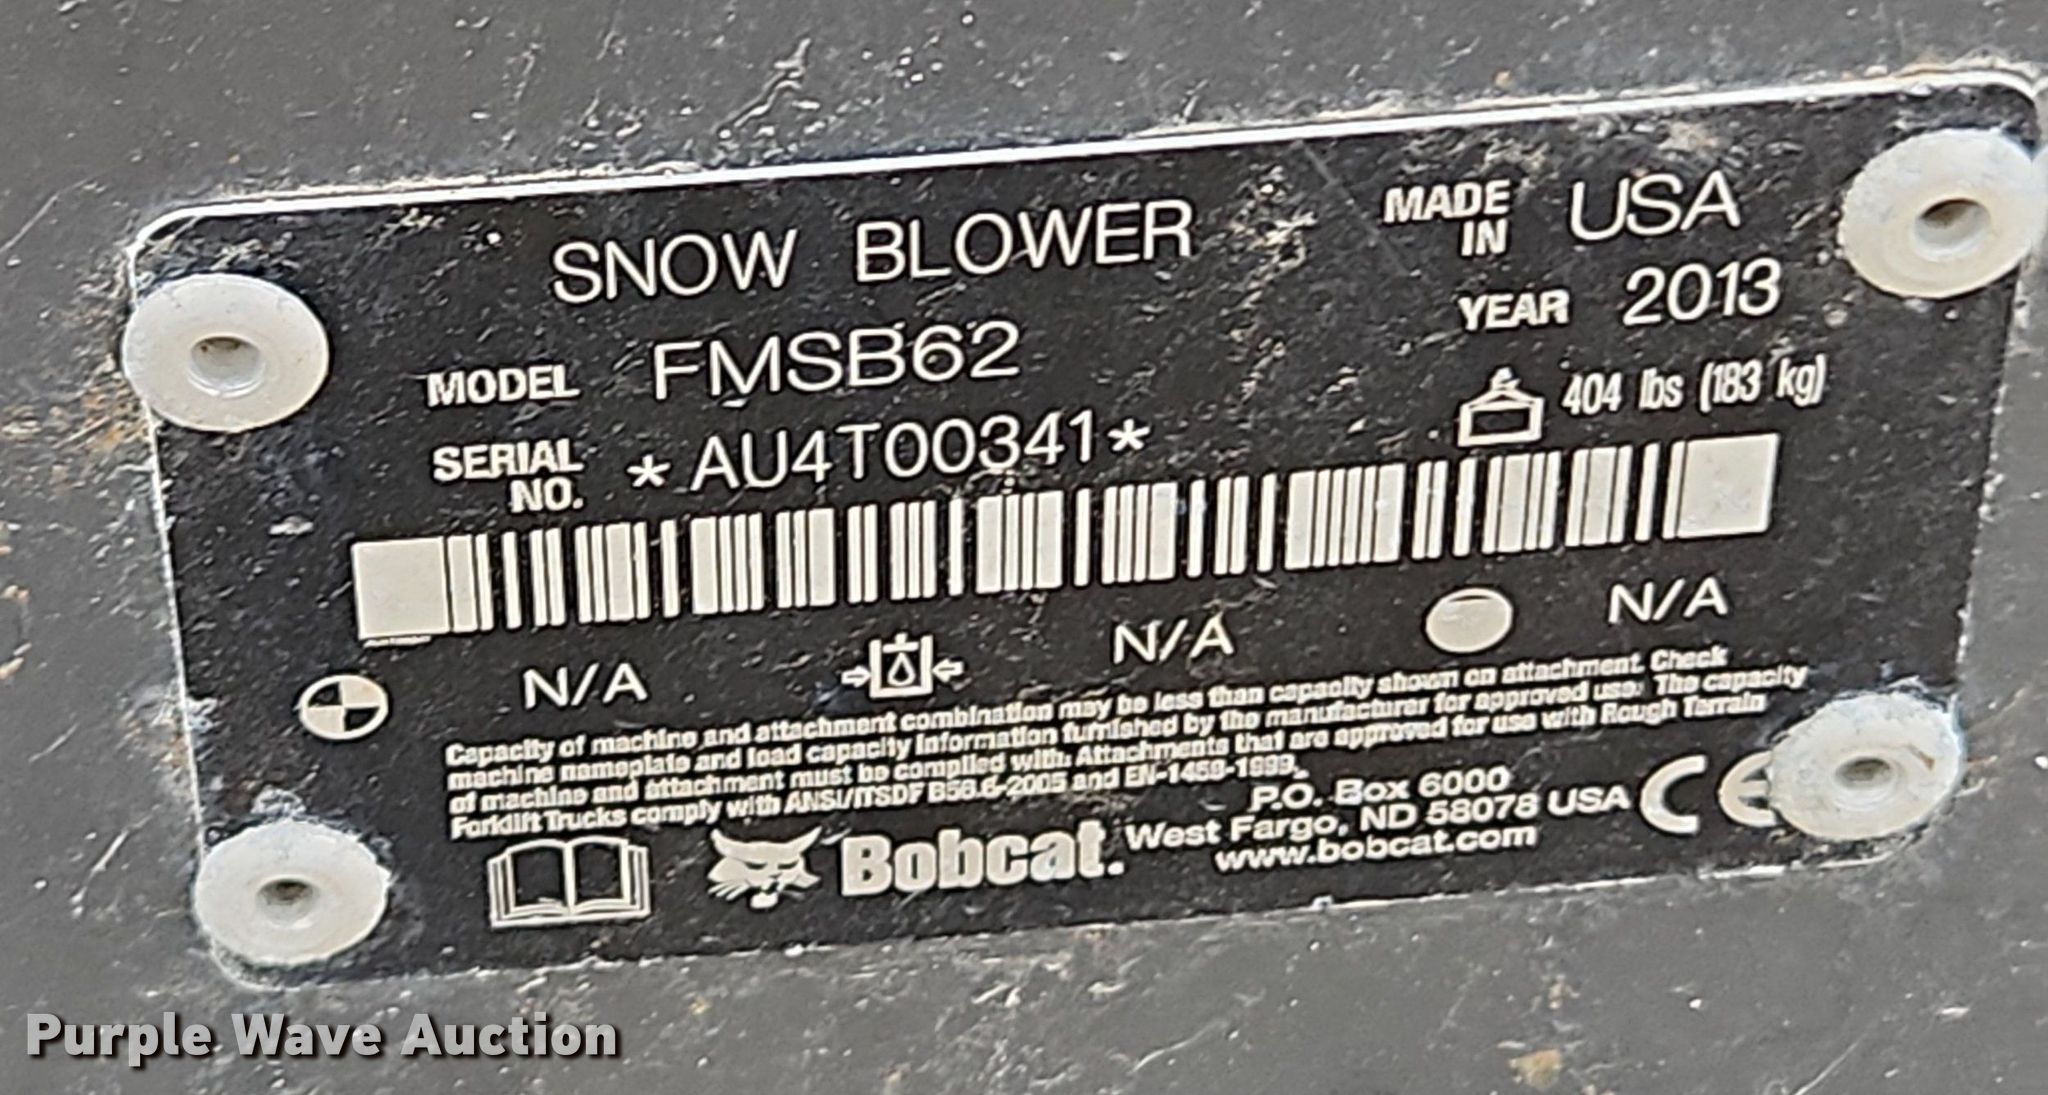 SNOW BLOWER
MADE IN USA
MODEL FMSB62
YEAR 2013
SERIAL NO. *AU4T00341*
404 lbs (183 kg)
N/A N/A N/A
Capacity of machine and attachment combination may be less than capacity shown on attachment. Check
machine nameplate and load capacity information furnished by the manufacturer for approved use. The capacity
of machine and attachment must be complied with. Attachments that are approved for use with Rough Terrain
Forklift Trucks comply with ANSI/ITSDF B56.6-2005 and EN-1459-1999.
Bobcat.
P.O. Box 6000
West Fargo, ND 58078 USA
www.bobcat.com
CE
Purple Wave Auction